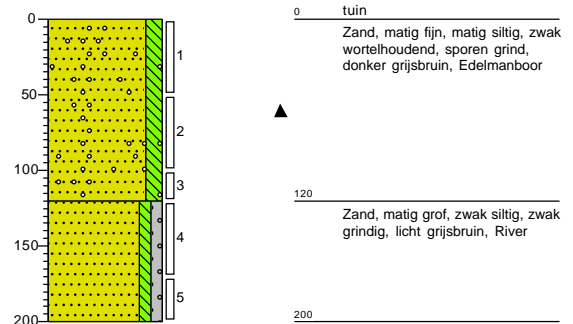 0
50
100
150
200
1
2
3
4
5
0 tuin
Zand, matig fijn, matig siltig, zwak
wortelhoudend, sporen grind,
donker grijsbruin, Edelmanboor
120
Zand, matig grof, zwak siltig, zwak
grindig, licht grijsbruin, River
200